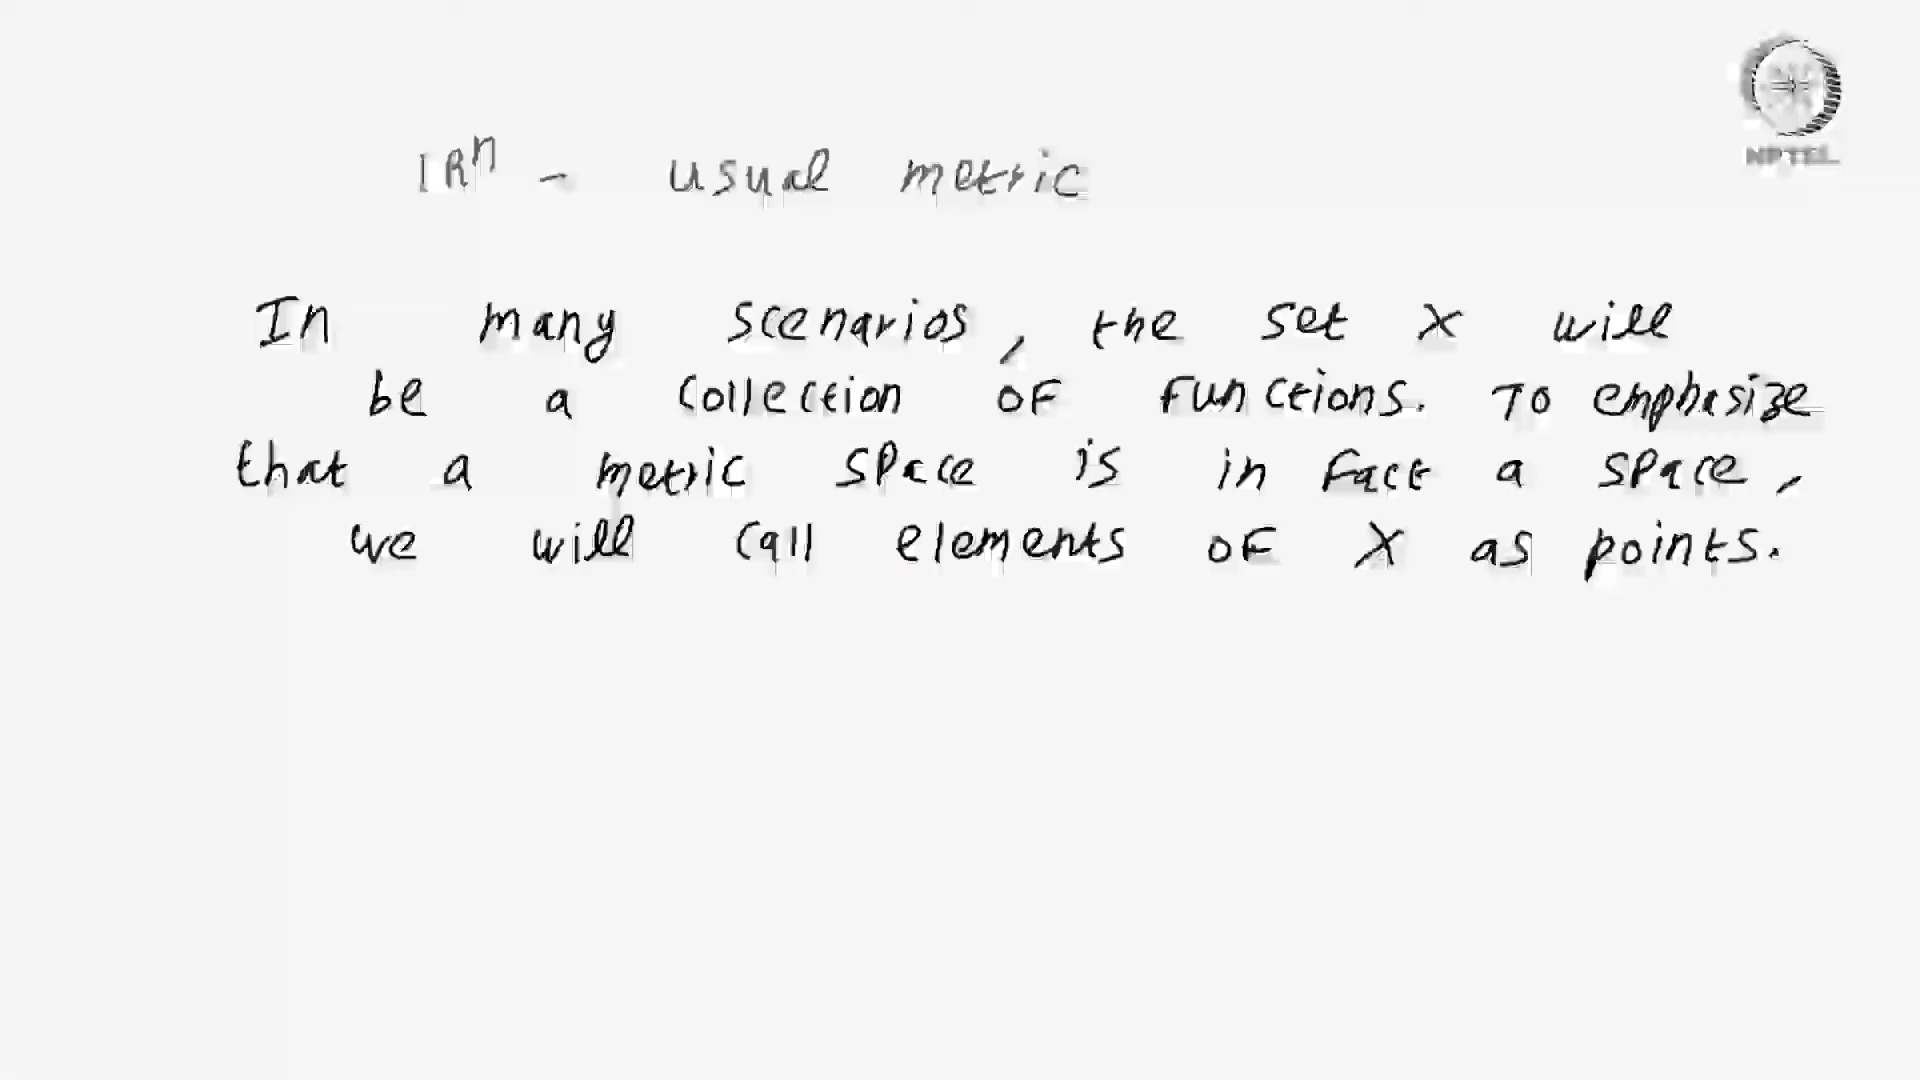 ℝⁿ - usual metric
NPTEL
In many scenarios, the set X will
be a collection of functions. To emphasize
that a metric space is in fact a space,
we will call elements of X as points.